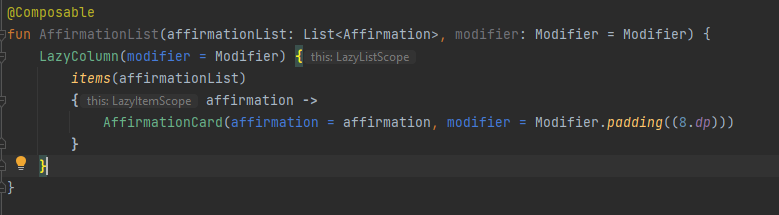 @Composable
fun AffirmationList(affirmationList: List<Affirmation>, modifier: Modifier = Modifier) {
    LazyColumn(modifier = Modifier) { this: LazyListScope
        items(affirmationList)
        { this: LazyItemScope affirmation ->
            AffirmationCard(affirmation = affirmation, modifier = Modifier.padding((8.dp)))
        }
    }
}